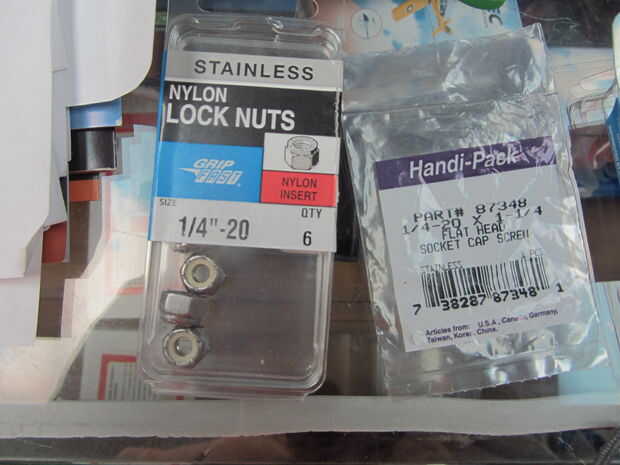 STAINLESS
NYLON
LOCK NUTS
GRIP
FAST
NYLON
INSERT
SIZE
QTY
1/4"-20
6
Handi-Pack
PART# 87348
1/4-20 X 1-1/4
FLAT HEAD
SOCKET CAP SCREW
STAINLESS
PCS
7 38287 87348 1
Articles from: U.S.A., Canada, Germany,
Taiwan, Korea, China.